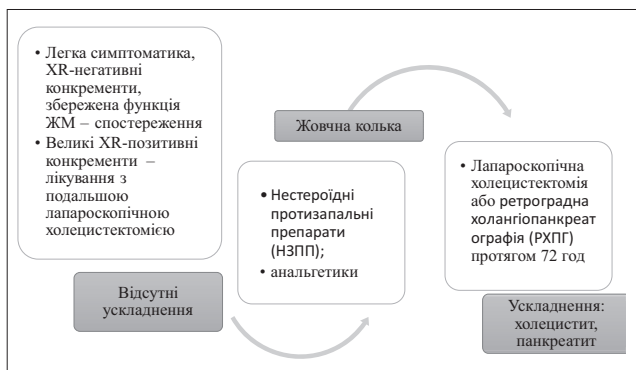 • Легка симптоматика,
XR-негативні
конкременти,
збережена функція
ЖМ – спостереження
• Великі XR-позитивні
конкременти –
лікування з
подальшою
лапароскопічною
холецистектомією
Відсутні
ускладнення
Жовчна колька
• Нестероїдні
протизапальні
препарати
(НЗПП);
• анальгетики
• Лапароскопічна
холецистектомія
або ретроградна
холангіопанкреат
ографія (РХПГ)
протягом 72 год
Ускладнення:
холецистит,
панкреатит